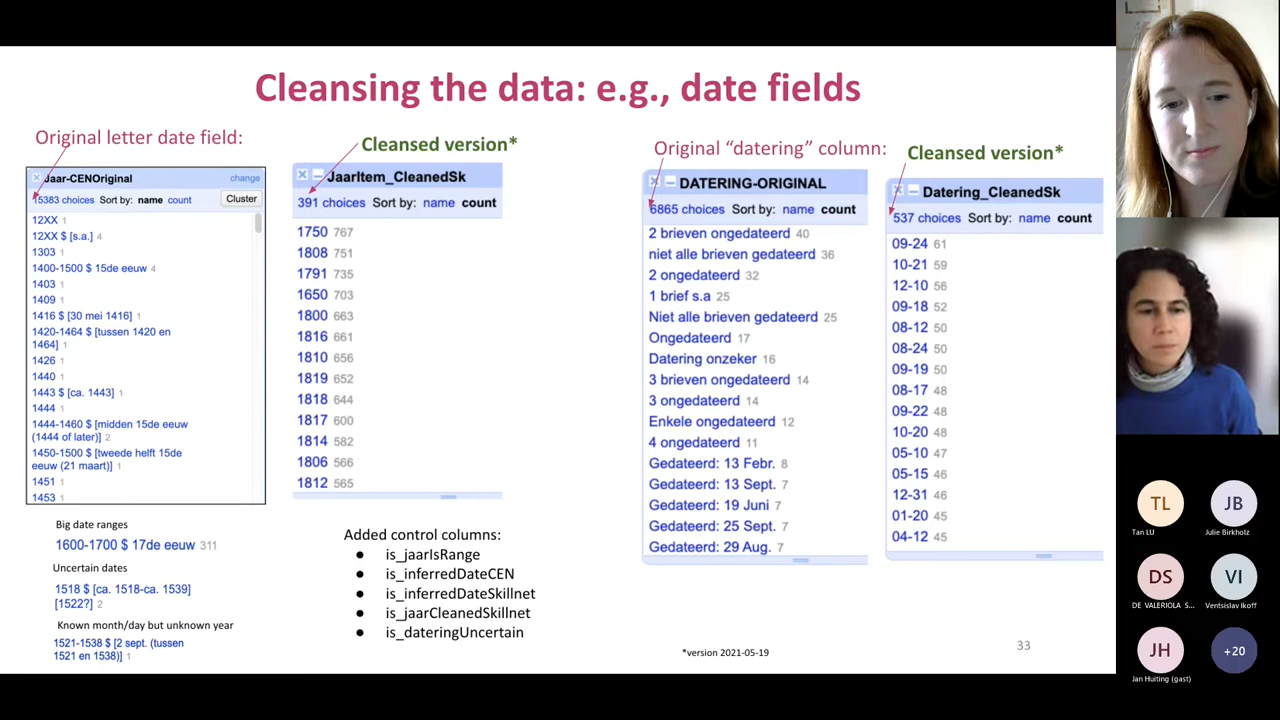 Cleansing the data: e.g., date fields
Original letter date field:
Jaar-CENOriginal
change
15383 choices Sort by: name count
Cluster
12XX 1
12XX $ [s.a.] 4
1303 1
1400-1500 $ 15de eeuw 4
1403 1
1409 1
1416 $ [30 mei 1416] 1
1420-1464 $ [tussen 1420 en
1464] 1
1426 1
1440 1
1443 $ [ca. 1443] 1
1444 1
1444-1460 $ [midden 15de eeuw
(1444 of later)] 2
1450-1500 $ [tweede helft 15de
eeuw (21 maart)] 1
1451 1
1453 1
Big date ranges
1600-1700 $ 17de eeuw 311
Uncertain dates
1518 $ [ca. 1518-ca. 1539]
[1522?] 2
Known month/day but unknown year
1521-1538 $ [2 sept. (tussen
1521 en 1538)] 1
Cleansed version*
JaarItem_CleanedSk
391 choices Sort by: name count
1750 767
1808 751
1791 735
1650 703
1800 663
1816 661
1810 656
1819 652
1818 644
1817 600
1814 582
1806 566
1812 565
Added control columns:
● is_jaarIsRange
● is_inferredDateCEN
● is_inferredDateSkillnet
● is_jaarCleanedSkillnet
● is_dateringUncertain
Original “datering” column:
DATERING-ORIGINAL
6865 choices Sort by: name count
2 brieven ongedateerd 40
niet alle brieven gedateerd 36
2 ongedateerd 32
1 brief s.a 25
Niet alle brieven gedateerd 25
Ongedateerd 17
Datering onzeker 16
3 brieven ongedateerd 14
3 ongedateerd 14
Enkele ongedateerd 12
4 ongedateerd 11
Gedateerd: 13 Febr. 8
Gedateerd: 13 Sept. 7
Gedateerd: 19 Juni 7
Gedateerd: 25 Sept. 7
Gedateerd: 29 Aug. 7
Cleansed version*
Datering_CleanedSk
537 choices Sort by: name count
09-24 61
10-21 59
12-10 56
09-18 52
08-12 50
08-24 50
09-19 50
08-17 48
09-22 48
10-20 48
05-10 47
05-15 46
12-31 46
01-20 45
04-12 45
*version 2021-05-19
33
TL
Tan LU
JB
Julie Birkholz
DS
DE VALERIOLA S...
VI
Ventsislav Ikoff
JH
Jan Huiting (gast)
+20